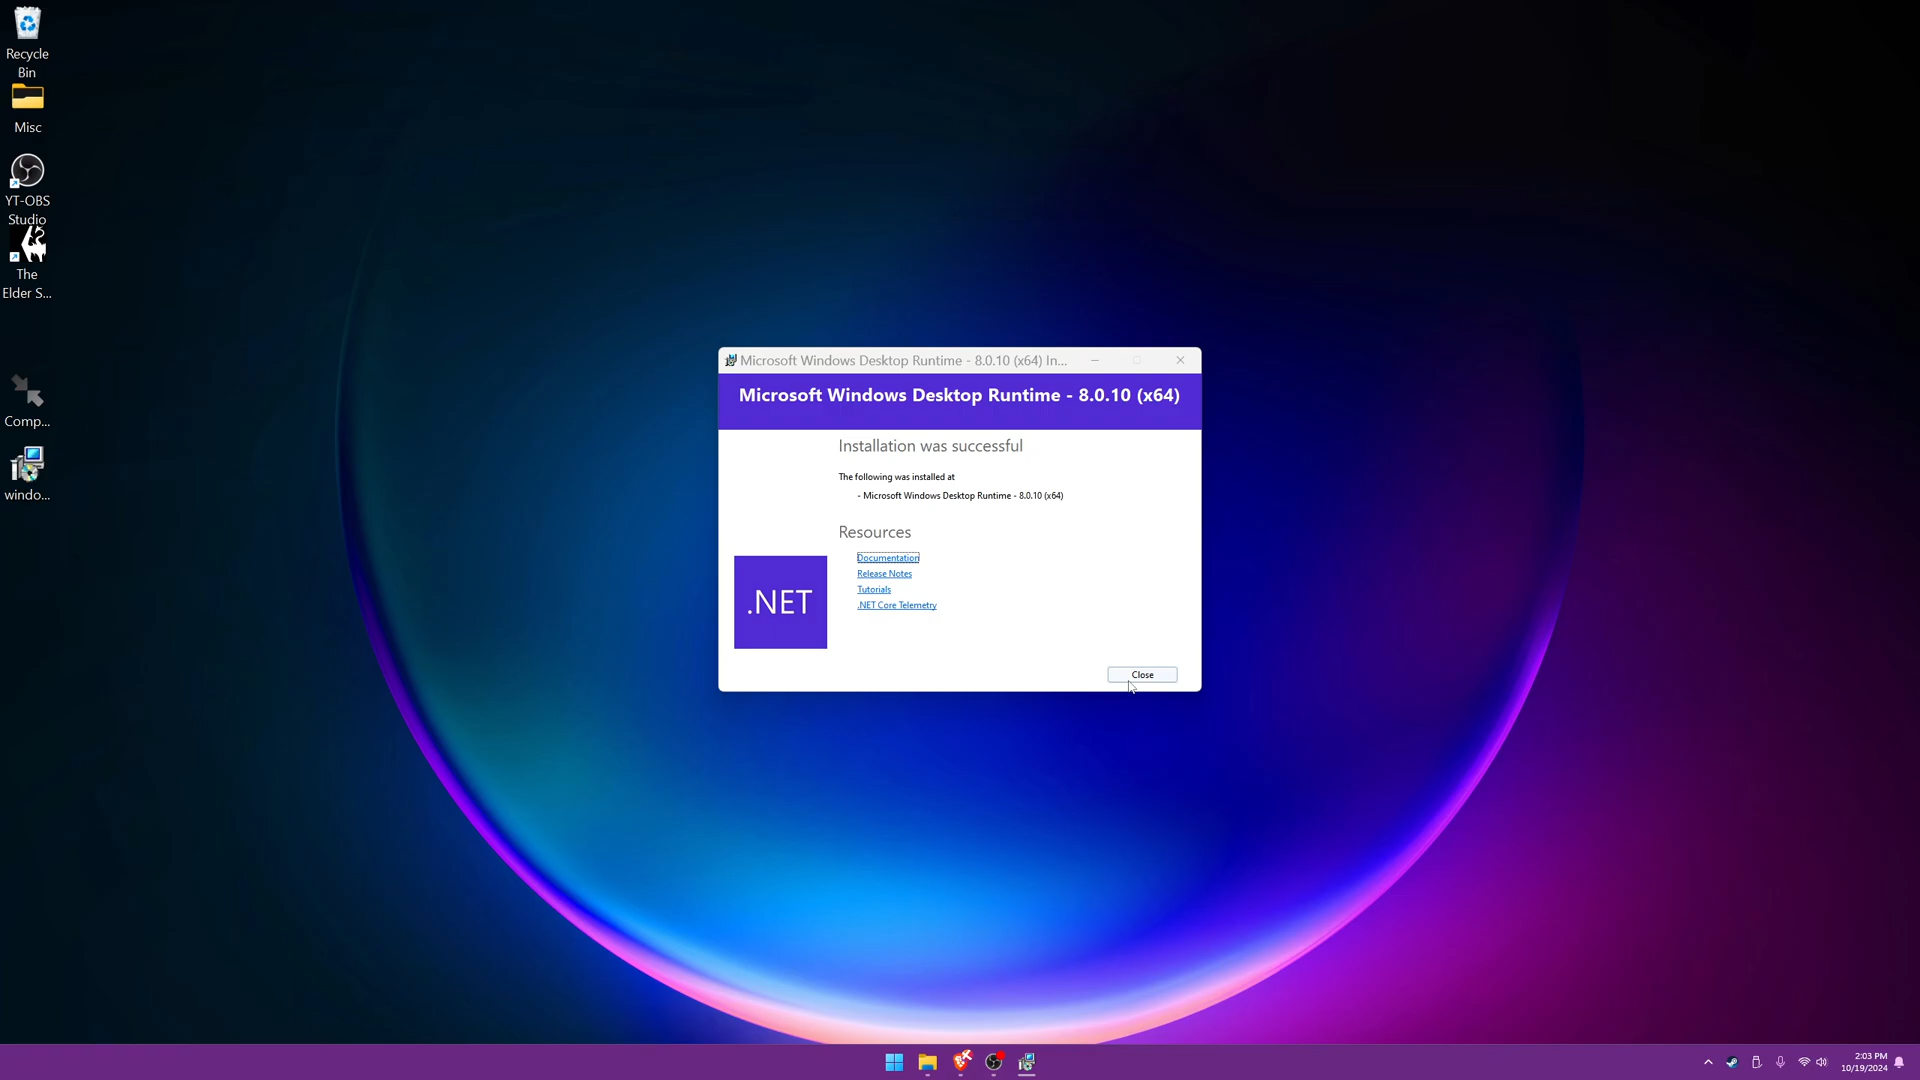 Recycle
Bin
Misc
YT-OBS
Studio
The
Elder S...
Comp...
windo...
Microsoft Windows Desktop Runtime - 8.0.10 (x64) In...
Microsoft Windows Desktop Runtime - 8.0.10 (x64)
Installation was successful
The following was installed at
- Microsoft Windows Desktop Runtime - 8.0.10 (x64)
Resources
Documentation
Release Notes
Tutorials
.NET Core Telemetry
.NET
Close
2:03 PM
10/19/2024